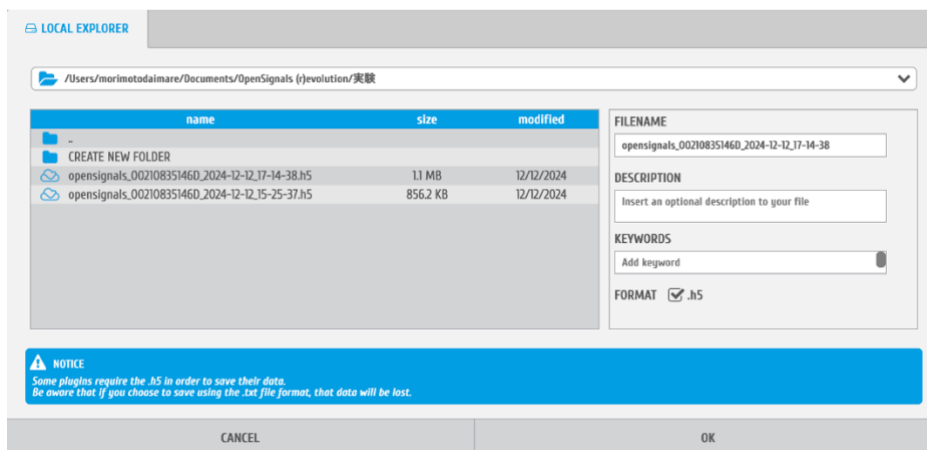 LOCAL EXPLORER
/Users/morimotodaimare/Documents/OpenSignals (r)evolution/実験
name size modified
..
CREATE NEW FOLDER
opensignals_00210835146D_2024-12-12_17-14-38.h5 1.1 MB 12/12/2024
opensignals_00210835146D_2024-12-12_15-25-37.h5 856.2 KB 12/12/2024
FILENAME
opensignals_00210835146D_2024-12-12_17-14-38
DESCRIPTION
Insert an optional description to your file
KEYWORDS
Add keyword
FORMAT .h5
NOTICE
Some plugins require the .h5 in order to save their data.
Be aware that if you choose to save using the .txt file format, that data will be lost.
CANCEL OK